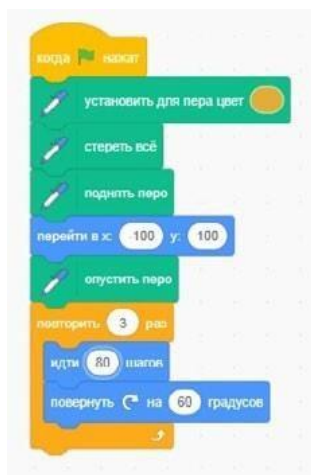 когда нажат
установить для пера цвет
стереть всё
поднять перо
перейти в x: -100 y: 100
опустить перо
повторить 3 раз
идти 80 шагов
повернуть на 60 градусов